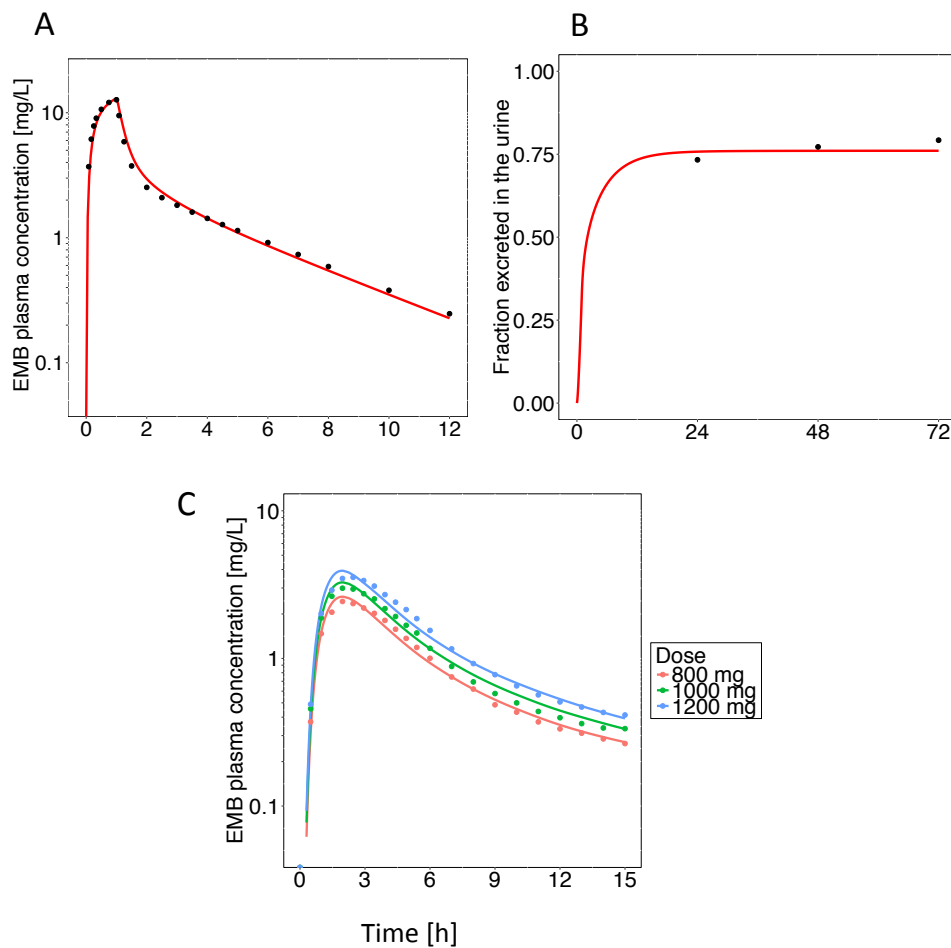 A
EMB plasma concentration [mg/L]
10
1
0.1
0 2 4 6 8 10 12
B
Fraction excreted in the urine
1.00
0.75
0.50
0.25
0.00
0 24 48 72
C
EMB plasma concentration [mg/L]
10
1
0.1
0 3 6 9 12 15
Dose
800 mg
1000 mg
1200 mg
Time [h]